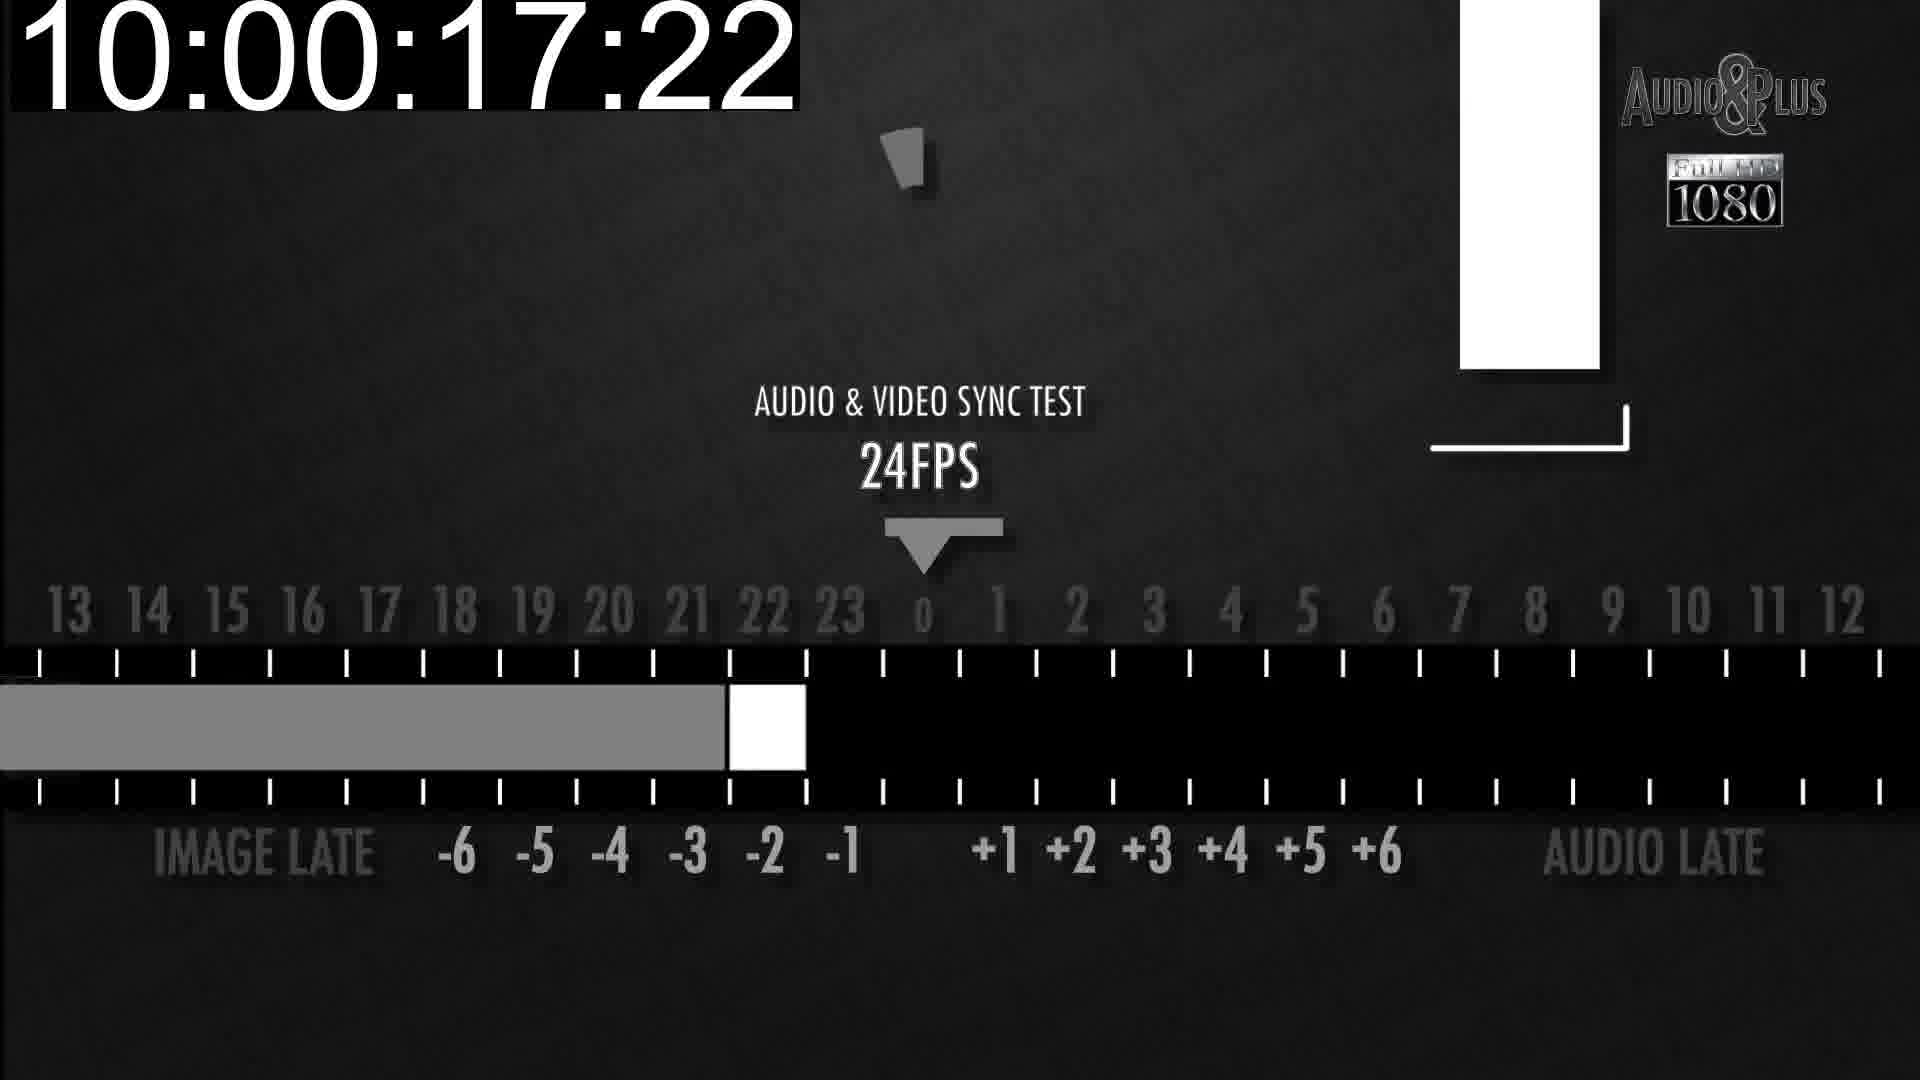 10:00:17:22
AUDIO&PLUS
Full HD
1080
AUDIO & VIDEO SYNC TEST
24FPS
13 14 15 16 17 18 19 20 21 22 23 0 1 2 3 4 5 6 7 8 9 10 11 12
IMAGE LATE -6 -5 -4 -3 -2 -1 +1 +2 +3 +4 +5 +6 AUDIO LATE